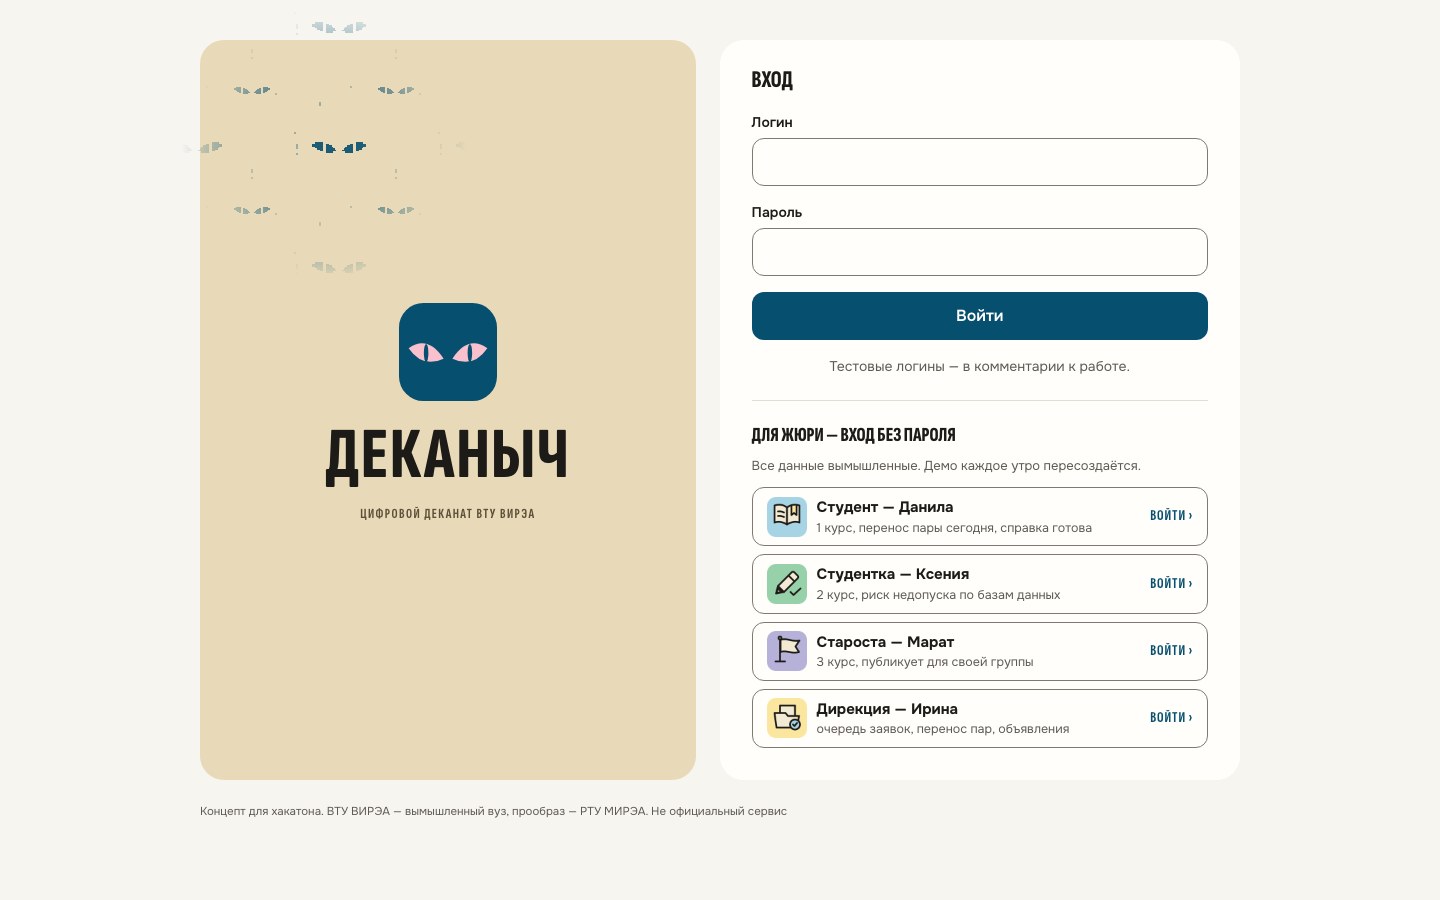 ДЕКАНЫЧ
ЦИФРОВОЙ ДЕКАНАТ ВТУ ВИРЭА
ВХОД
Логин
Пароль
Войти
Тестовые логины — в комментарии к работе.
ДЛЯ ЖЮРИ — ВХОД БЕЗ ПАРОЛЯ
Все данные вымышленные. Демо каждое утро пересоздаётся.
Студент — Данила
1 курс, перенос пары сегодня, справка готова
ВОЙТИ ›
Студентка — Ксения
2 курс, риск недопуска по базам данных
ВОЙТИ ›
Староста — Марат
3 курс, публикует для своей группы
ВОЙТИ ›
Дирекция — Ирина
очередь заявок, перенос пар, объявления
ВОЙТИ ›
Концепт для хакатона. ВТУ ВИРЭА — вымышленный вуз, прообраз — РТУ МИРЭА. Не официальный сервис